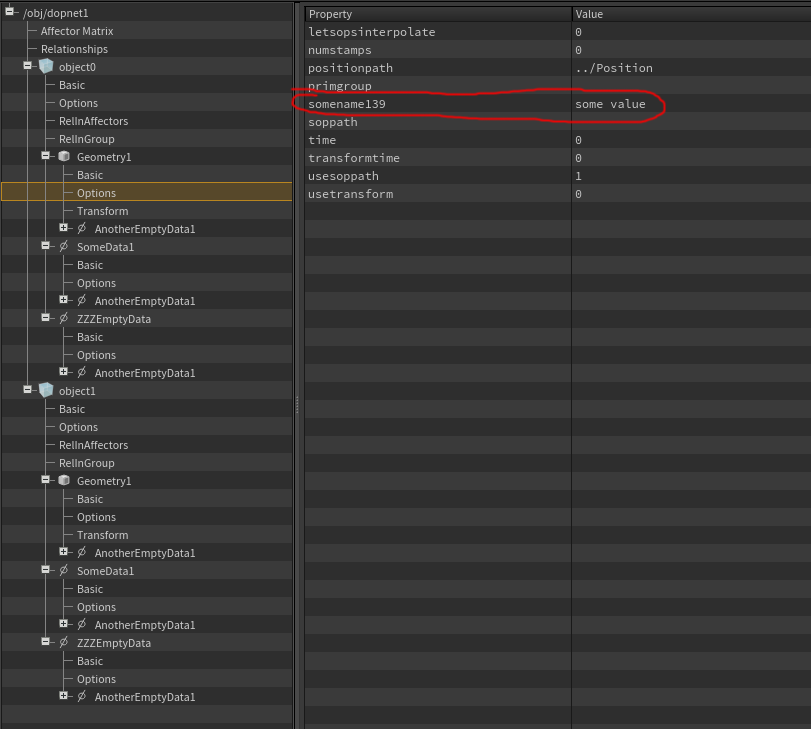 /obj/dopnet1
Affector Matrix
Relationships
object0
Basic
Options
RelInAffectors
RelInGroup
Geometry1
Basic
Options
Transform
AnotherEmptyData1
SomeData1
Basic
Options
AnotherEmptyData1
ZZZEmptyData
Basic
Options
AnotherEmptyData1
object1
Basic
Options
RelInAffectors
RelInGroup
Geometry1
Basic
Options
Transform
AnotherEmptyData1
SomeData1
Basic
Options
AnotherEmptyData1
ZZZEmptyData
Basic
Options
AnotherEmptyData1
Property Value
letsopsinterpolate 0
numstamps 0
positionpath ../Position
primgroup
somename139 some value
soppath
time 0
transformtime 0
usesoppath 1
usetransform 0